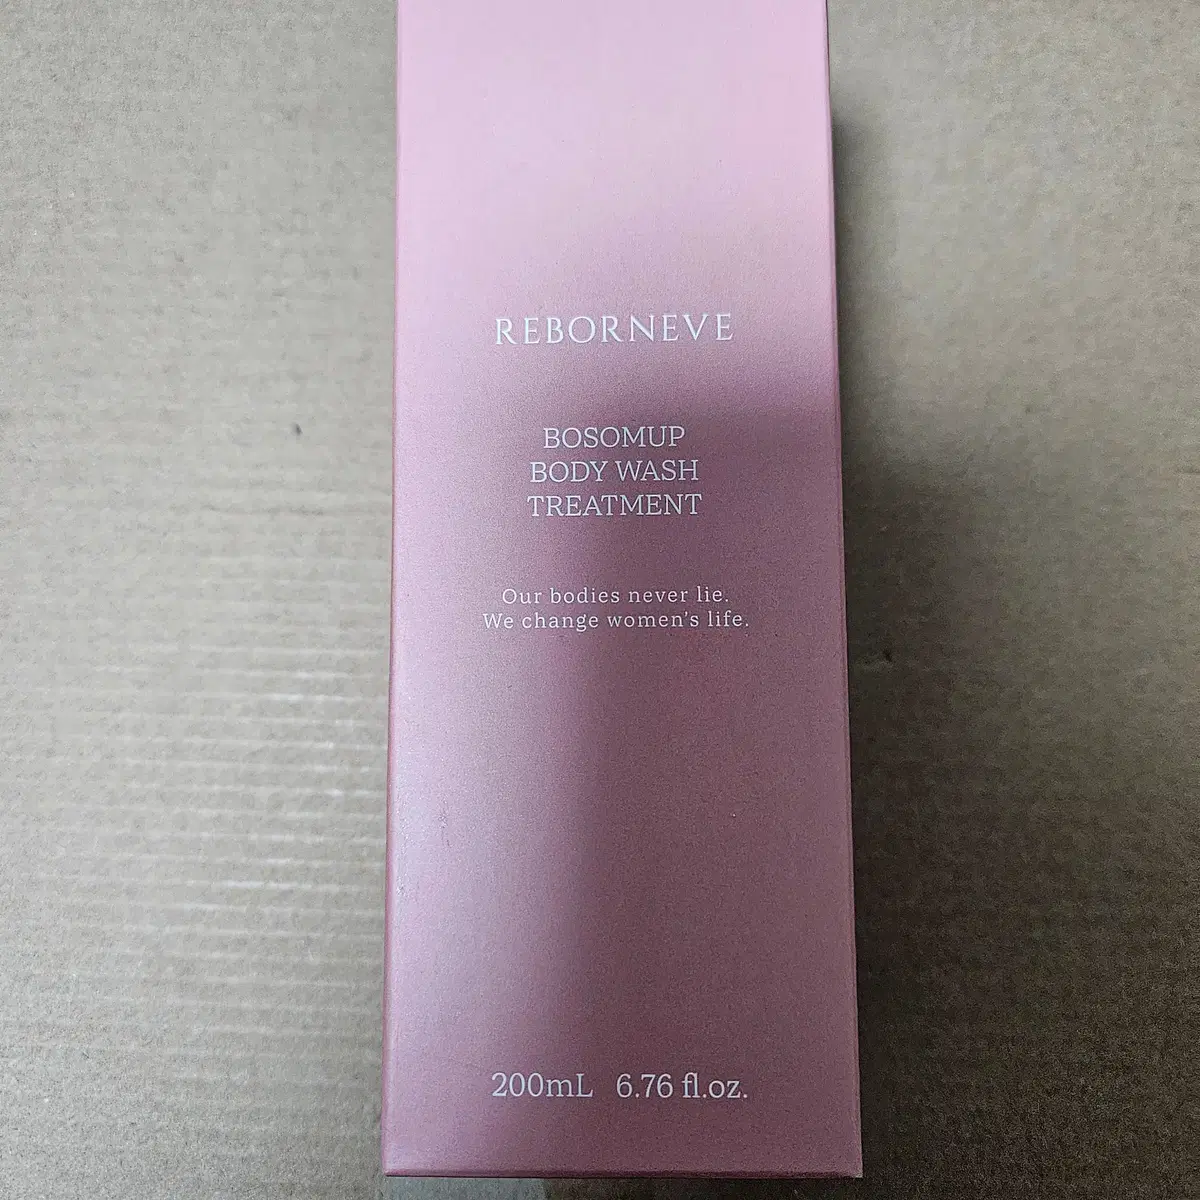 REBORNEVE
BOSOMUP
BODY WASH
TREATMENT
Our bodies never lie.
We change women's life.
200mL 6.76 fl.oz.